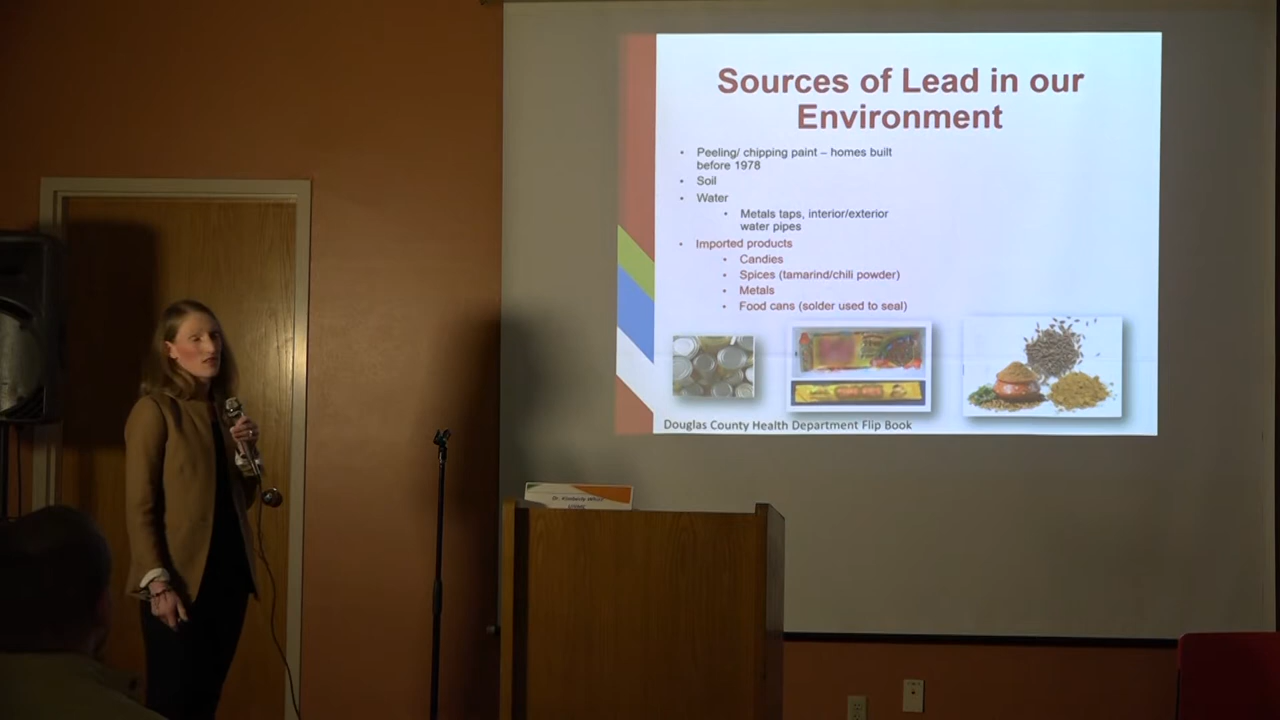 Sources of Lead in our
Environment
• Peeling/ chipping paint – homes built
before 1978
• Soil
• Water
• Metals taps, interior/exterior
water pipes
• Imported products
• Candies
• Spices (tamarind/chili powder)
• Metals
• Food cans (solder used to seal)
Douglas County Health Department Flip Book
Dr. Kimberly